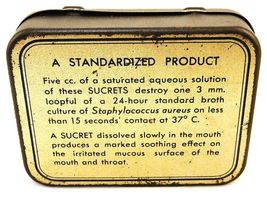 A STANDARDIZED PRODUCT
Five cc. of a saturated aqueous solution
of these SUCRETS destroy one 3 mm.
loopful of a 24-hour standard broth
culture of Staphylococcus aureus on less
than 15 seconds' contact at 37° C.
A SUCRET dissolved slowly in the mouth
produces a marked soothing effect on
the irritated mucous surface of the
mouth and throat.